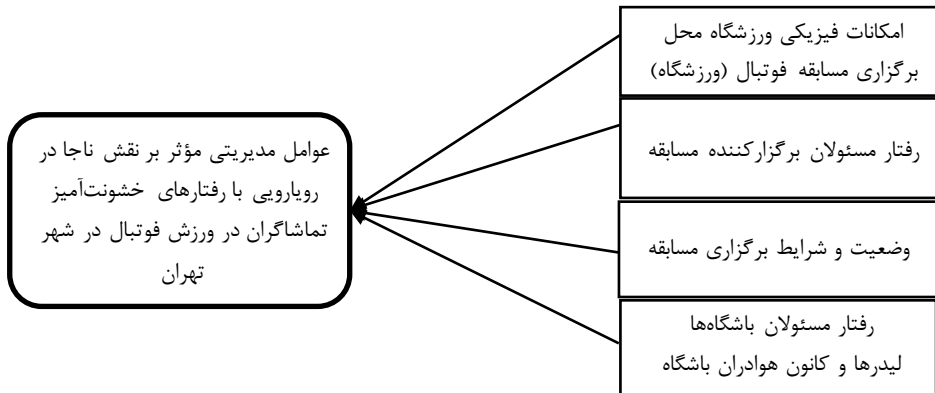 امکانات فیزیکی ورزشگاه محل
برگزاری مسابقه فوتبال (ورزشگاه)
رفتار مسئولان برگزارکننده مسابقه
وضعیت و شرایط برگزاری مسابقه
رفتار مسئولان باشگاه‌ها
لیدرها و کانون هوادران باشگاه
عوامل مدیریتی مؤثر بر نقش ناجا در
رویارویی با رفتارهای خشونت‌آمیز
تماشاگران در ورزش فوتبال در شهر
تهران